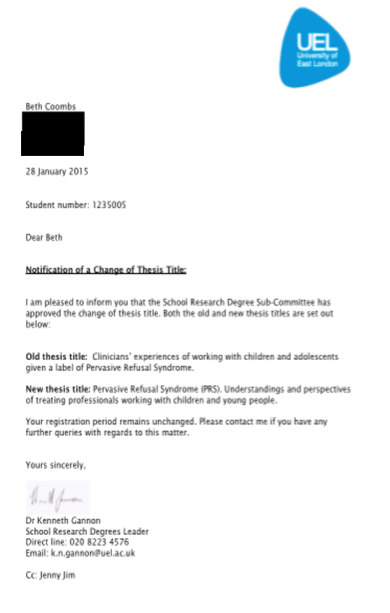 UEL
University of
East London
Beth Coombs
28 January 2015
Student number: 1235005
Dear Beth
Notification of a Change of Thesis Title:
I am pleased to inform you that the School Research Degree Sub-Committee has
approved the change of thesis title. Both the old and new thesis titles are set out
below:
Old thesis title: Clinicians' experiences of working with children and adolescents
given a label of Pervasive Refusal Syndrome.
New thesis title: Pervasive Refusal Syndrome (PRS). Understandings and perspectives
of treating professionals working with children and young people.
Your registration period remains unchanged. Please contact me if you have any
further queries with regards to this matter.
Yours sincerely,
Dr Kenneth Gannon
School Research Degrees Leader
Direct line: 020 8223 4576
Email: k.n.gannon@uel.ac.uk
Cc: Jenny Jim